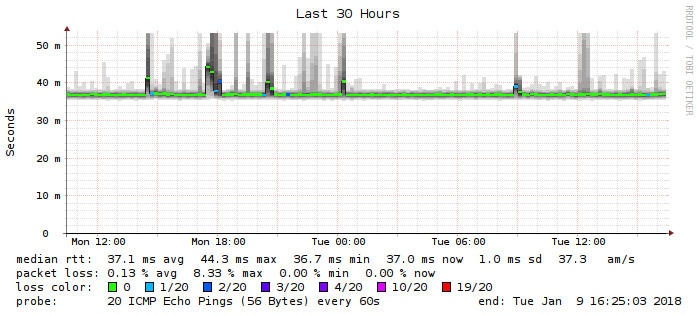 Last 30 Hours
RRDTOOL / TOBI OETIKER
Seconds
50 m
40 m
30 m
20 m
10 m
0
Mon 12:00 Mon 18:00 Tue 00:00 Tue 06:00 Tue 12:00
median rtt: 37.1 ms avg 44.3 ms max 36.7 ms min 37.0 ms now 1.0 ms sd 37.3 am/s
packet loss: 0.13 % avg 8.33 % max 0.00 % min 0.00 % now
loss color: 0 1/20 2/20 3/20 4/20 10/20 19/20
probe: 20 ICMP Echo Pings (56 Bytes) every 60s end: Tue Jan 9 16:25:03 2018